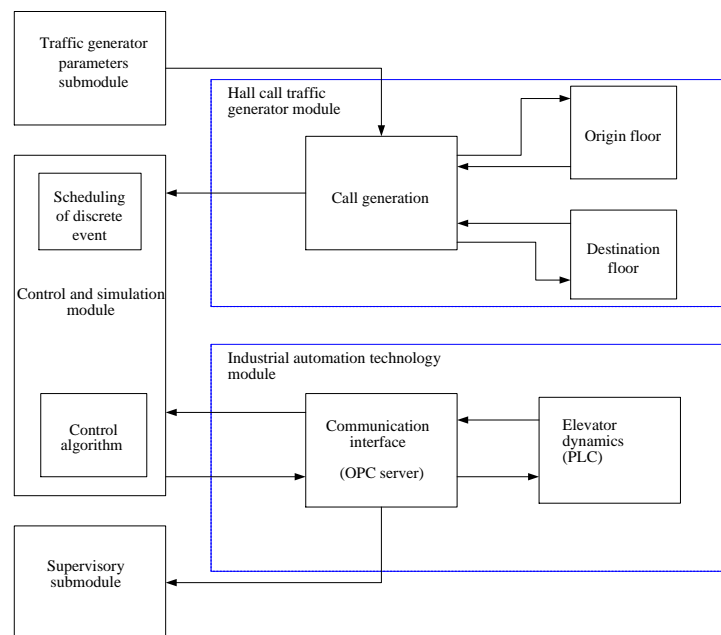 Traffic generator
parameters
submodule
Hall call traffic
generator module
Origin floor
Call generation
Scheduling
of discrete
event
Destination
floor
Control and simulation
module
Industrial automation technology
module
Control
algorithm
Communication
interface
(OPC server)
Elevator
dynamics
(PLC)
Supervisory
submodule